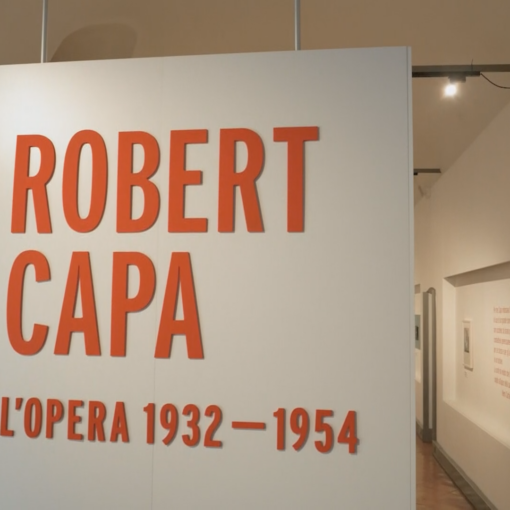 ROBERT
CAPA
L'OPERA 1932 — 1954